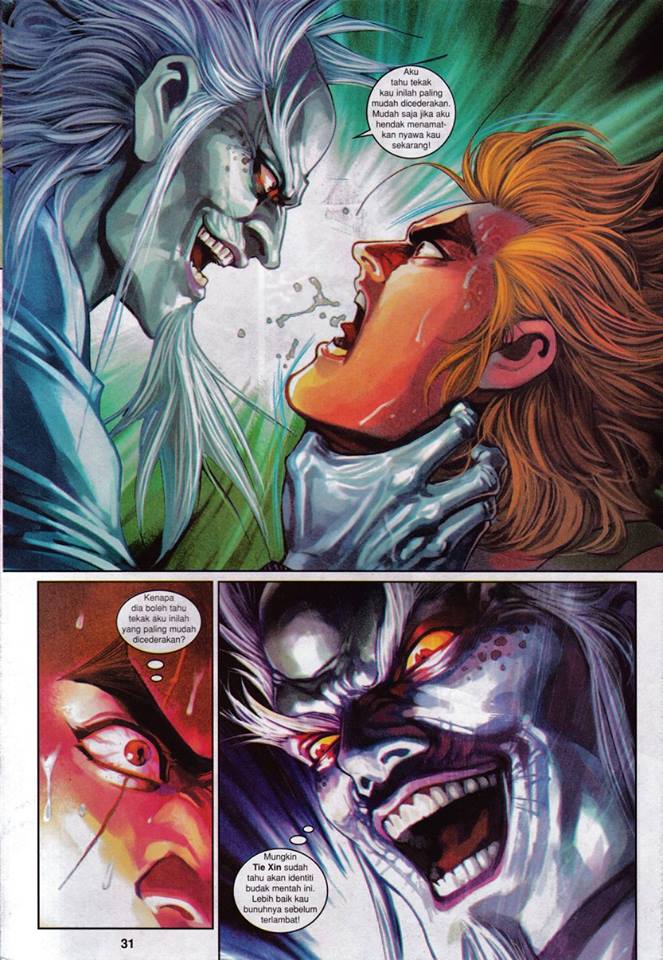 Aku
tahu tekak
kau inilah paling
mudah dicederakan.
Mudah saja jika aku
hendak menamat-
kan nyawa kau
sekarang!
Kenapa
dia boleh tahu
tekak aku inilah
yang paling mudah
dicederakan?
Mungkin
Tie Xin sudah
tahu akan identiti
budak mentah ini.
Lebih baik kau
bunuhnya sebelum
terlambat!
31